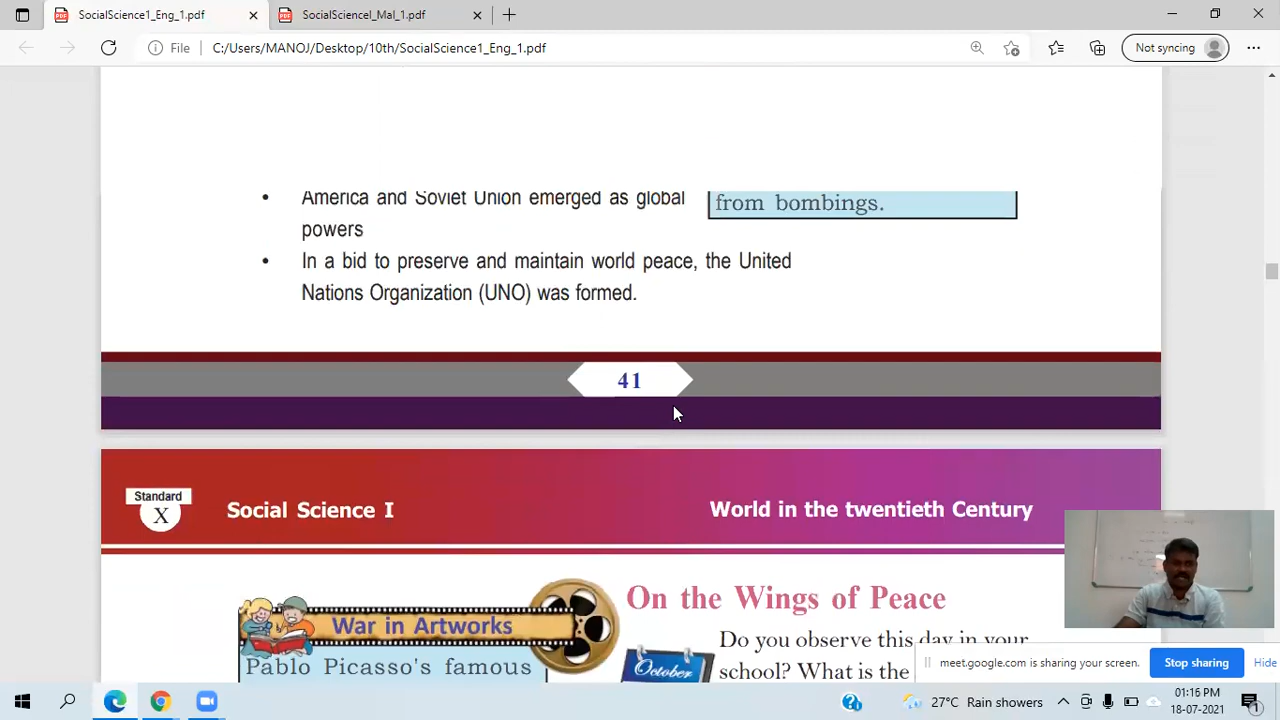 SocialScience1_Eng_1.pdf
SocialScienceI_Mal_1.pdf
File
C:/Users/MANOJ/Desktop/10th/SocialScience1_Eng_1.pdf
Not syncing
• America and Soviet Union emerged as global
powers
from bombings.
• In a bid to preserve and maintain world peace, the United
Nations Organization (UNO) was formed.
41
Standard
X
Social Science I
World in the twentieth Century
War in Artworks
Pablo Picasso's famous
On the Wings of Peace
October
Do you observe this day in your
school? What is the
meet.google.com is sharing your screen.
Stop sharing
Hide
27°C Rain showers
01:16 PM
18-07-2021
1